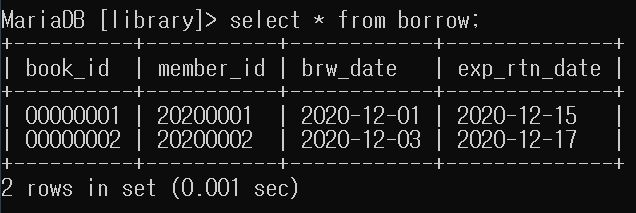 MariaDB [library]> select * from borrow;
+----------+-----------+------------+--------------+
| book_id  | member_id | brw_date   | exp_rtn_date |
+----------+-----------+------------+--------------+
| 00000001 | 20200001  | 2020-12-01 | 2020-12-15   |
| 00000002 | 20200002  | 2020-12-03 | 2020-12-17   |
+----------+-----------+------------+--------------+
2 rows in set (0.001 sec)